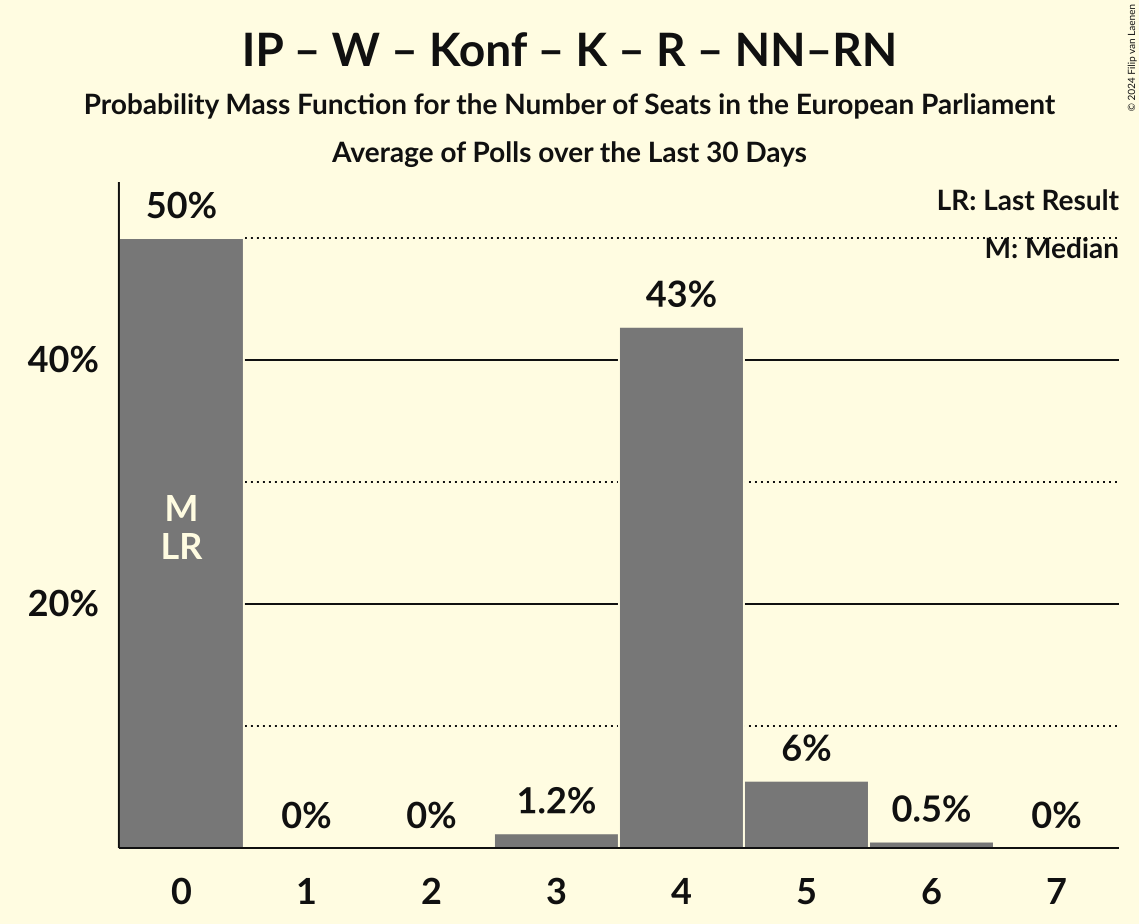 IP – W – Konf – K – R – NN–RN
Probability Mass Function for the Number of Seats in the European Parliament
Average of Polls over the Last 30 Days
© 2024 Filip van Laenen
LR: Last Result
M: Median
50%
43%
40%
M
LR
20%
6%
1.2%
0.5%
0%
0%
0%
0 1 2 3 4 5 6 7